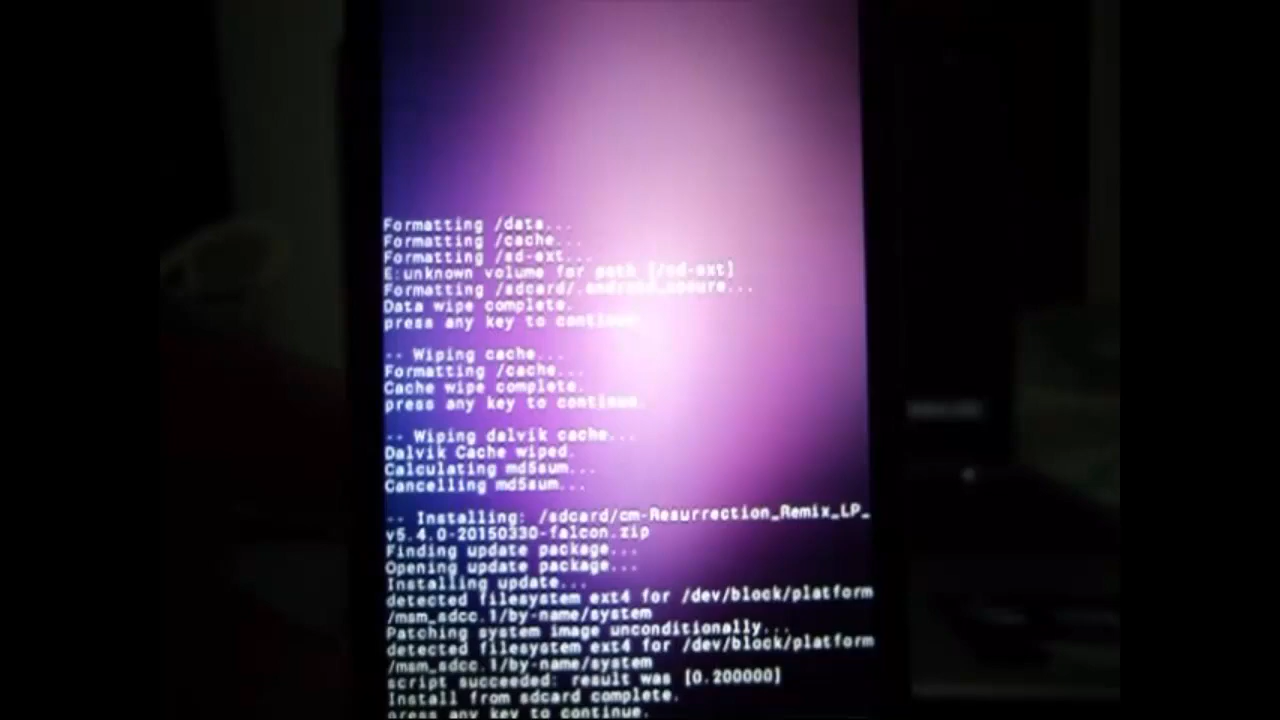 Formatting /data...
Formatting /cache...
Formatting /sd-ext...
E:unknown volume for path [/sd-ext]
Formatting /sdcard/.android_secure...
Data wipe complete.
press any key to continue.
-- Wiping cache...
Formatting /cache...
Cache wipe complete.
press any key to continue.
-- Wiping dalvik cache...
Dalvik Cache wiped.
Calculating md5sum...
Cancelling md5sum...
-- Installing: /sdcard/cm-Resurrection_Remix_LP_
v5.4.0-20150330-falcon.zip
Finding update package...
Opening update package...
Installing update...
detected filesystem ext4 for /dev/block/platform
/msm_sdcc.1/by-name/system
Patching system image unconditionally...
detected filesystem ext4 for /dev/block/platform
/msm_sdcc.1/by-name/system
script succeeded: result was [0.200000]
Install from sdcard complete.
press any key to continue.